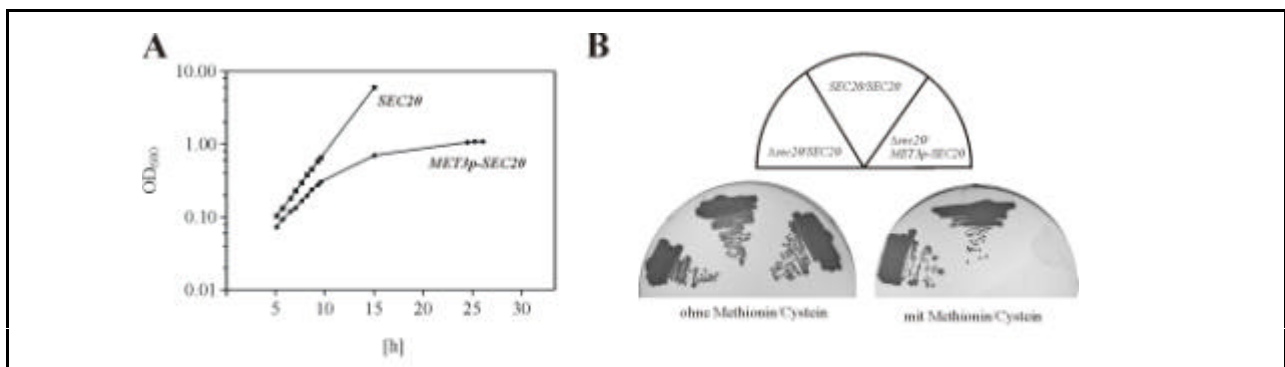 A
10.00
1.00
0.10
0.01
OD600
SEC20
MET3p-SEC20
5
10
15
20
25
30
[h]
B
SEC20/SEC20
Δsec20/SEC20
Δsec20/
MET3p-SEC20
ohne Methionin/Cystein
mit Methionin/Cystein